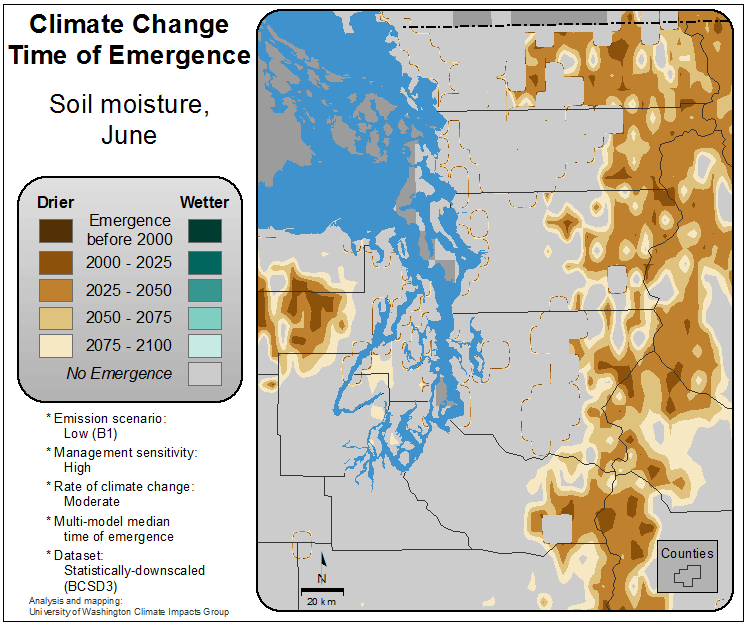 Climate Change
Time of Emergence
Soil moisture,
June
Drier
Wetter
Emergence
before 2000
2000 - 2025
2025 - 2050
2050 - 2075
2075 - 2100
No Emergence
* Emission scenario:
Low (B1)
* Management sensitivity:
High
* Rate of climate change:
Moderate
* Multi-model median
time of emergence
* Dataset:
Statistically-downscaled
(BCSD3)
Analysis and mapping:
University of Washington Climate Impacts Group
N
20 km
Counties